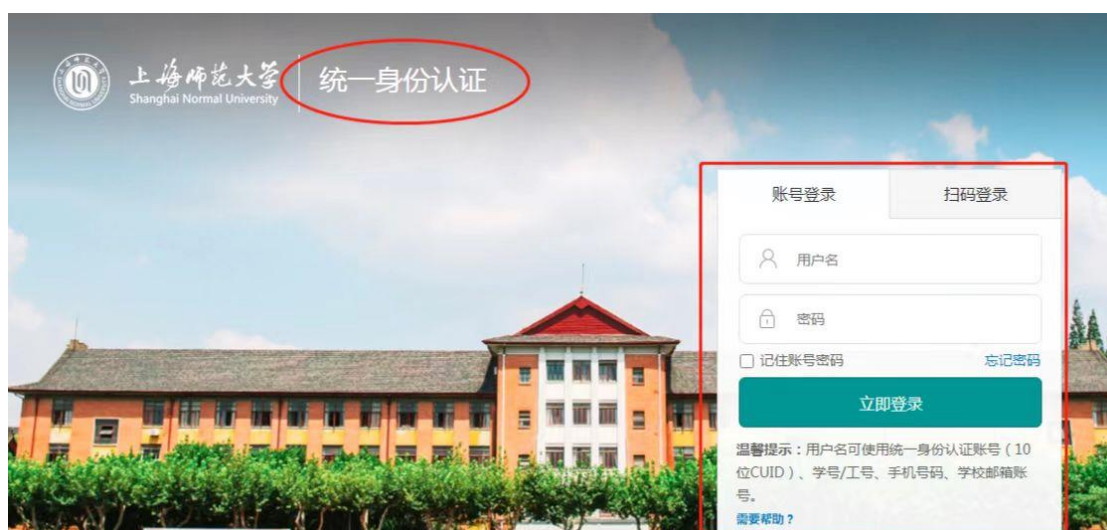 上海师范大学
Shanghai Normal University
统一身份认证
账号登录
扫码登录
用户名
密码
记住账号密码
忘记密码
立即登录
温馨提示：用户名可使用统一身份认证账号（10
位CUID）、学号/工号、手机号码、学校邮箱账
号。
需要帮助？